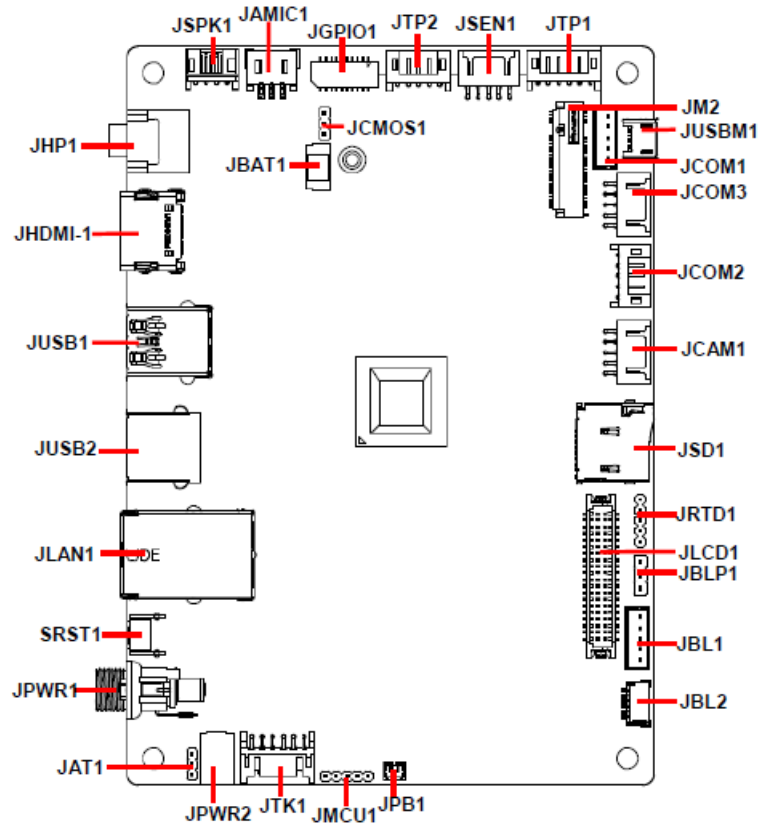 JSPK1
JAMIC1
JGPIO1
JTP2
JSEN1
JTP1
JM2
JUSBM1
JCMOS1
JHP1
JBAT1
JCOM1
JCOM3
JHDMI-1
JCOM2
JUSB1
JCAM1
JUSB2
JSD1
JRTD1
JLAN1
JLCD1
JBLP1
SRST1
JBL1
JPWR1
JBL2
JAT1
JPWR2
JTK1
JMCU1
JPB1